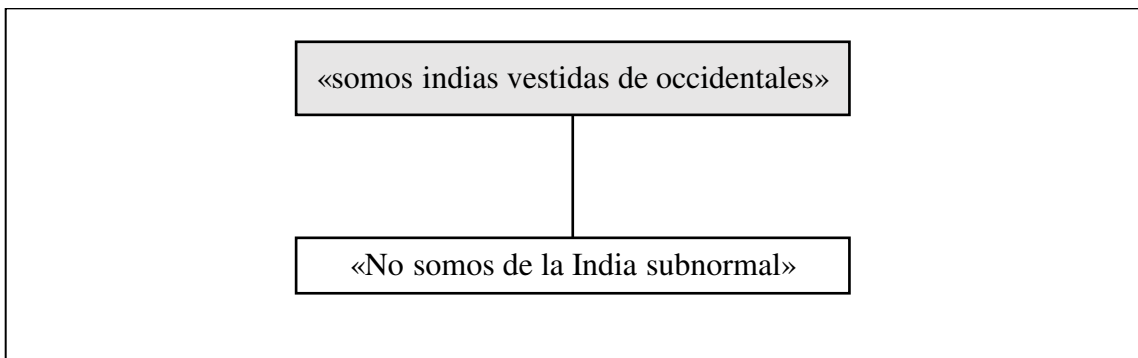 «somos indias vestidas de occidentales»
«No somos de la India subnormal»